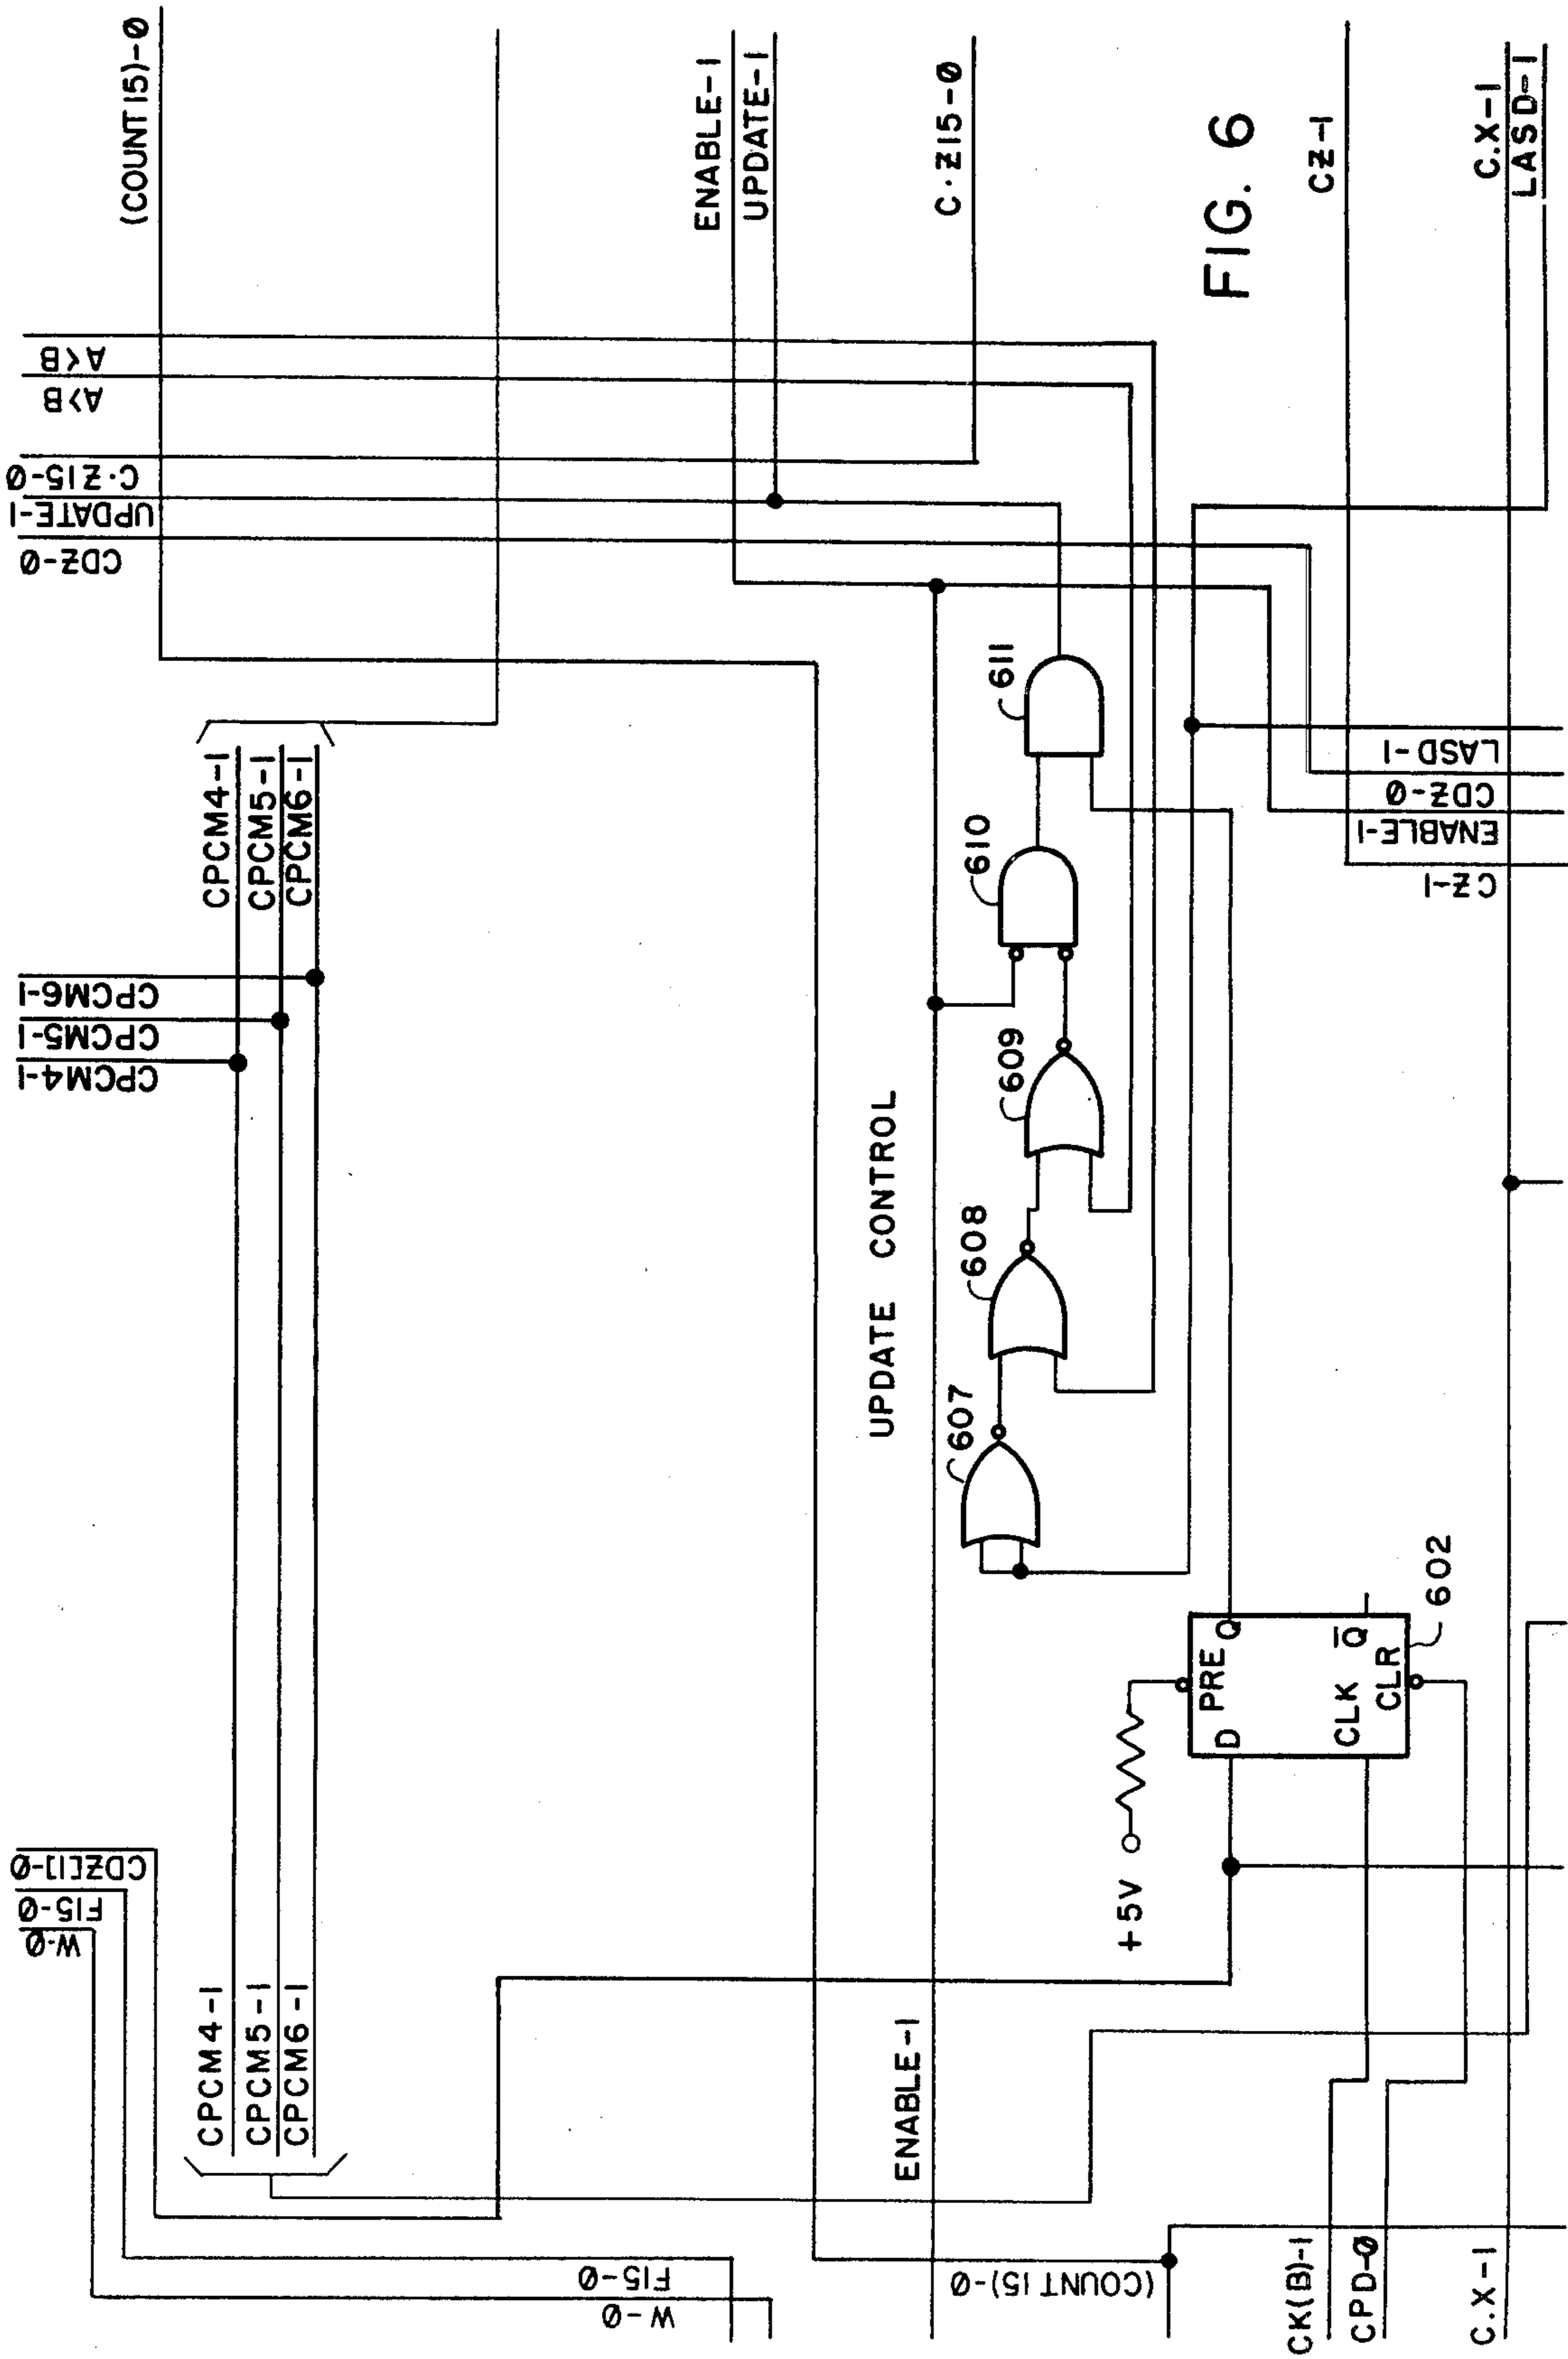 (COUNT 15)-0
ENABLE-1
UPDATE-1
C·Z15-0
FIG. 6
CZ-1
C.X-1
LASD-1
A<B
A>B
C·Z15-0
UPDATE-1
CDZ-0
CPCM4-1
CPCM5-1
CPCM6-1
611
610
LASD-1
CDZ-0
ENABLE-1
CZ-1
CPCM6-1
CPCM5-1
CPCM4-1
UPDATE CONTROL
609
608
607
602
PRE
Q
Q̅
D
CLK
CLR
+5V
CDZ[1]-0
F15-0
W-0
CPCM4-1
CPCM5-1
CPCM6-1
ENABLE-1
F15-0
W-0
(COUNT 15)-0
CK(B)-1
CPD-0
C.X-1